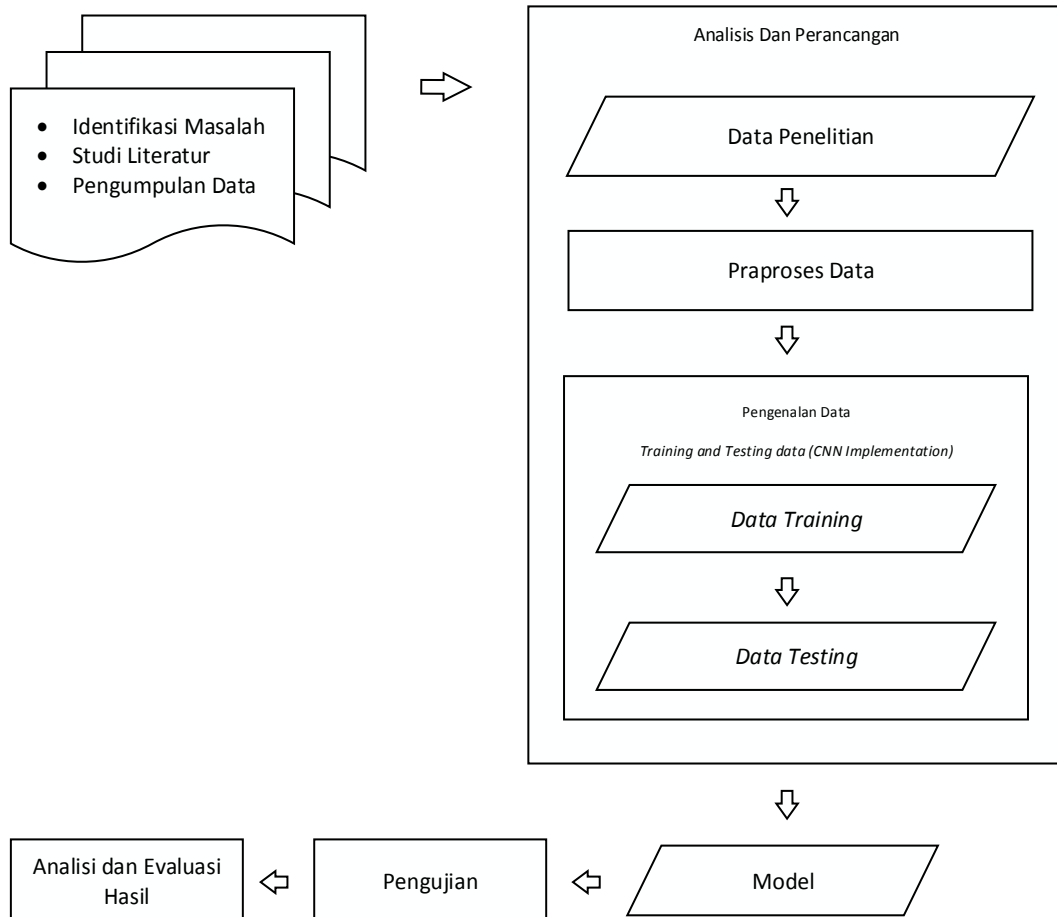 • Identifikasi Masalah
• Studi Literatur
• Pengumpulan Data
Analisis Dan Perancangan
Data Penelitian
Praproses Data
Pengenalan Data
Training and Testing data (CNN Implementation)
Data Training
Data Testing
Model
Pengujian
Analisi dan Evaluasi
Hasil